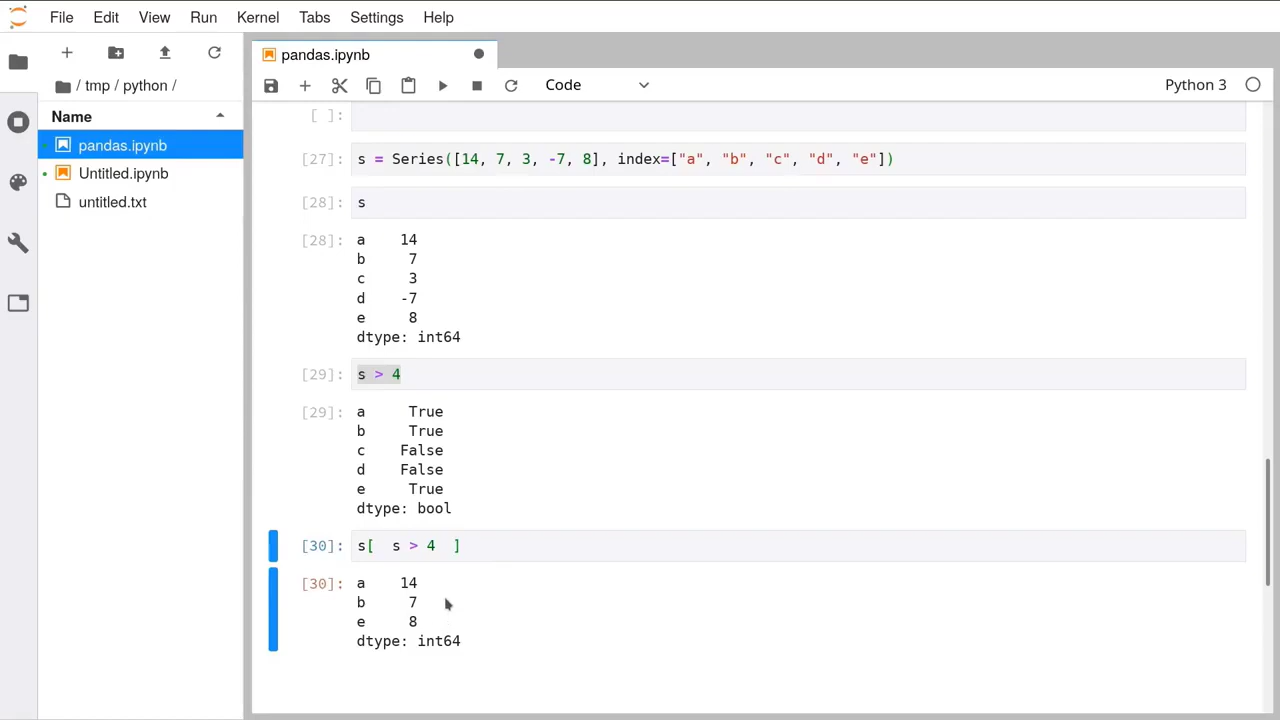 File Edit View Run Kernel Tabs Settings Help
pandas.ipynb
Code
Python 3
/ tmp / python /
Name
pandas.ipynb
Untitled.ipynb
untitled.txt
[ ]:
[27]: s = Series([14, 7, 3, -7, 8], index=["a", "b", "c", "d", "e"])
[28]: s
[28]: a 14
b 7
c 3
d -7
e 8
dtype: int64
[29]: s > 4
[29]: a True
b True
c False
d False
e True
dtype: bool
[30]: s[  s > 4  ]
[30]: a 14
b 7
e 8
dtype: int64